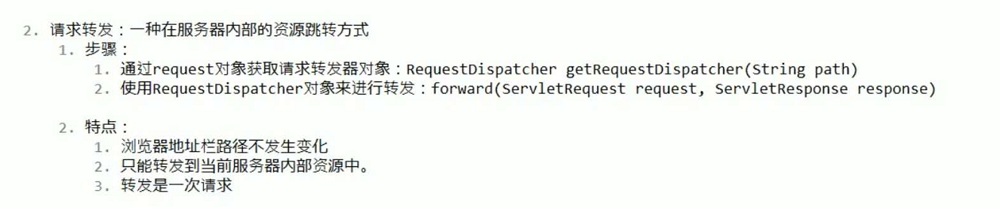 2. 请求转发：一种在服务器内部的资源跳转方式
1. 步骤：
1. 通过request对象获取请求转发器对象：RequestDispatcher getRequestDispatcher(String path)
2. 使用RequestDispatcher对象来进行转发：forward(ServletRequest request, ServletResponse response)
2. 特点：
1. 浏览器地址栏路径不发生变化
2. 只能转发到当前服务器内部资源中。
3. 转发是一次请求